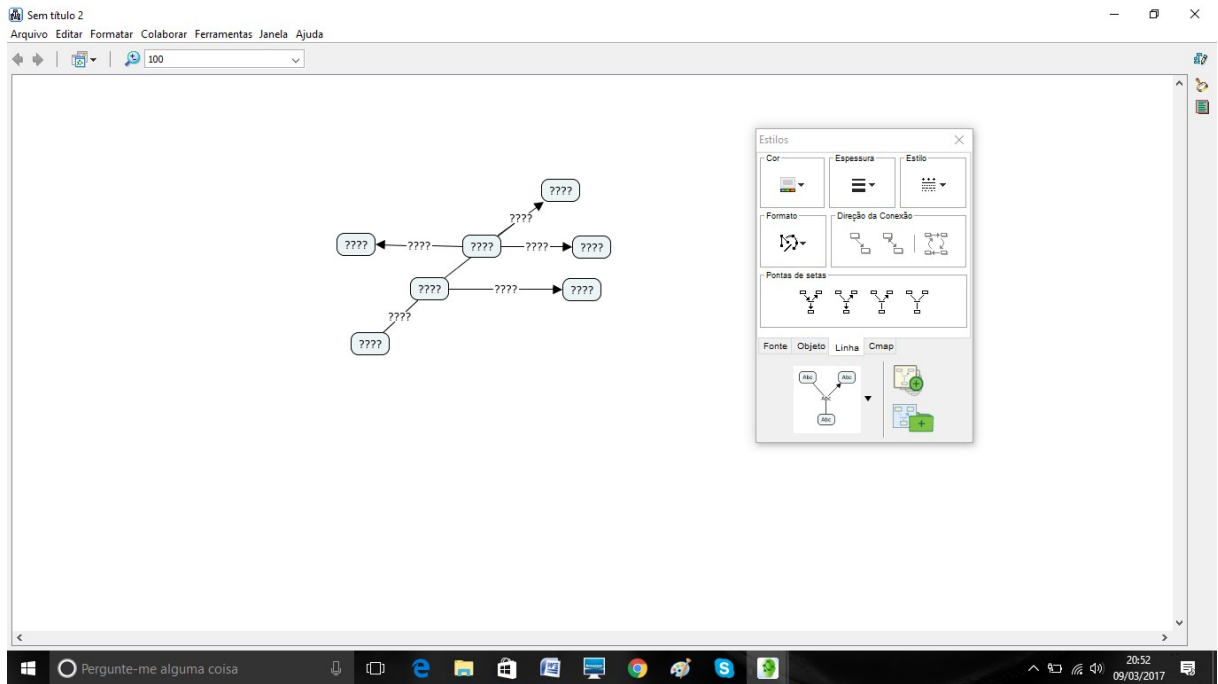 Sem título 2
Arquivo Editar Formatar Colaborar Ferramentas Janela Ajuda
100
????
????
???? ???? ???? ???? ????
???? ???? ????
????
????
Estilos
Cor Espessura Estilo
Formato Direção da Conexão
Pontas de setas
Fonte Objeto Linha Cmap
Abc Abc
Abc
Abc
Pergunte-me alguma coisa
20:52
09/03/2017